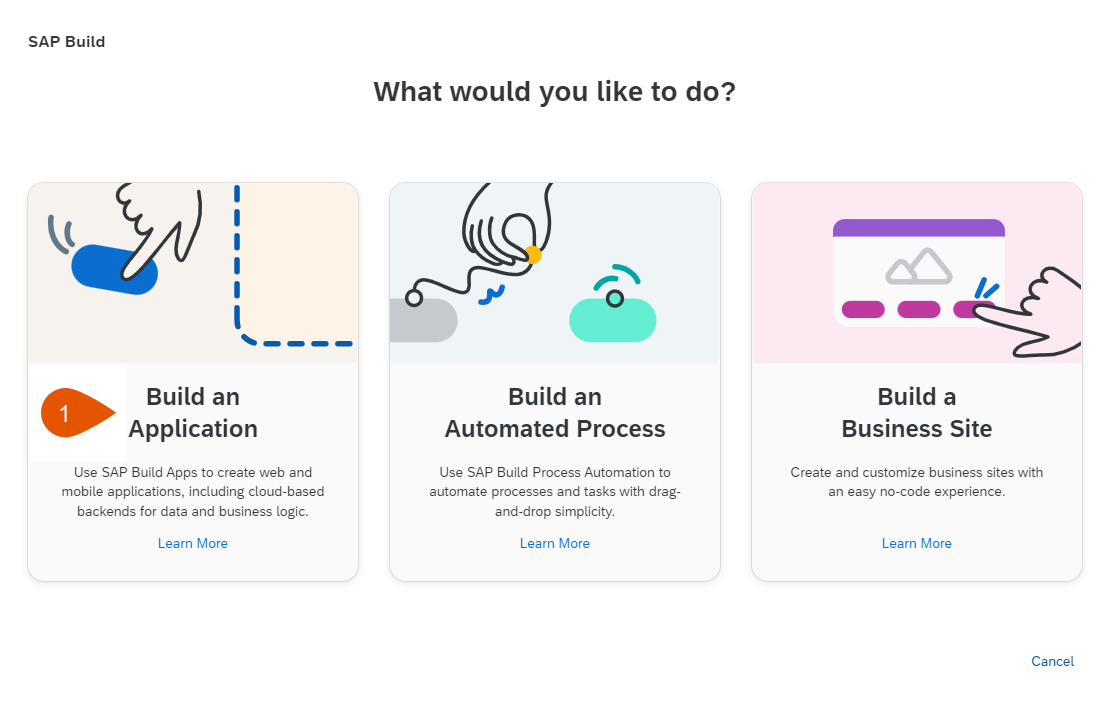 SAP Build
What would you like to do?
1
Build an
Application
Use SAP Build Apps to create web and
mobile applications, including cloud-based
backends for data and business logic.
Learn More
Build an
Automated Process
Use SAP Build Process Automation to
automate processes and tasks with drag-
and-drop simplicity.
Learn More
Build a
Business Site
Create and customize business sites with
an easy no-code experience.
Learn More
Cancel